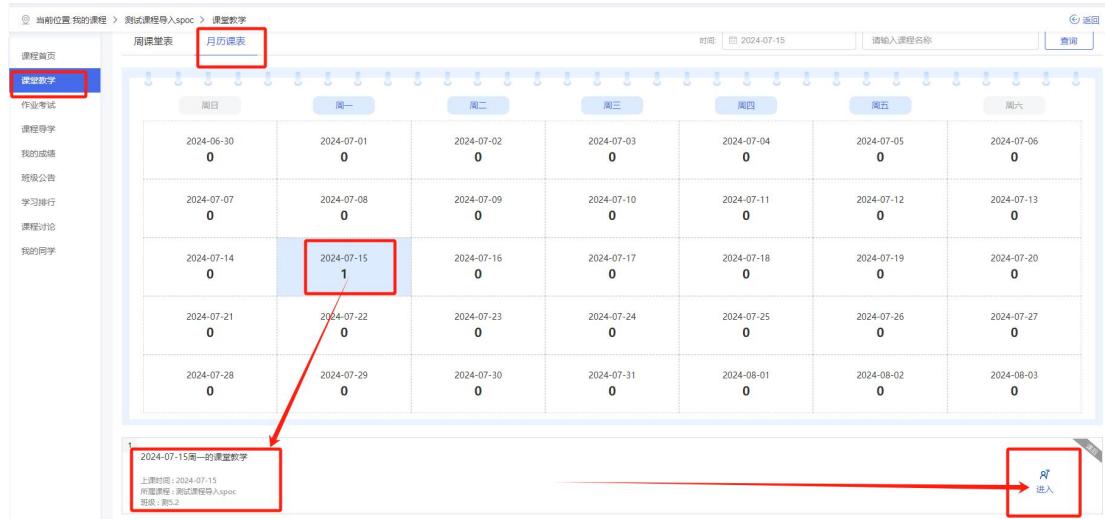 当前位置:我的课程 > 测试课程导入spoc > 课堂教学 返回
课程首页
课堂教学
作业考试
课程导学
我的成绩
班级公告
学习排行
课程讨论
我的同学
周课堂表 月历课表 时间: 2024-07-15 请输入课程名称 查询
周日 周一 周二 周三 周四 周五 周六
2024-06-30 2024-07-01 2024-07-02 2024-07-03 2024-07-04 2024-07-05 2024-07-06
0 0 0 0 0 0 0
2024-07-07 2024-07-08 2024-07-09 2024-07-10 2024-07-11 2024-07-12 2024-07-13
0 0 0 0 0 0 0
2024-07-14 2024-07-15 2024-07-16 2024-07-17 2024-07-18 2024-07-19 2024-07-20
0 1 0 0 0 0 0
2024-07-21 2024-07-22 2024-07-23 2024-07-24 2024-07-25 2024-07-26 2024-07-27
0 0 0 0 0 0 0
2024-07-28 2024-07-29 2024-07-30 2024-07-31 2024-08-01 2024-08-02 2024-08-03
0 0 0 0 0 0 0
1
2024-07-15周一的课堂教学
上课时间 : 2024-07-15
所属课程 : 测试课程导入spoc
班级 : 测5.2
进入